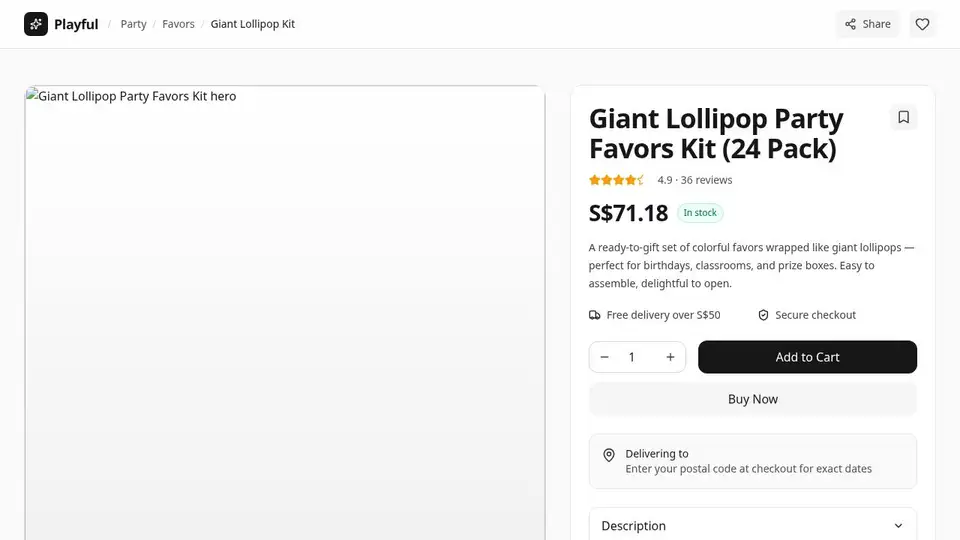 Playful / Party / Favors / Giant Lollipop Kit
Share
Giant Lollipop Party Favors Kit hero
Giant Lollipop Party
Favors Kit (24 Pack)
4.9 · 36 reviews
S$71.18 In stock
A ready-to-gift set of colorful favors wrapped like giant lollipops —
perfect for birthdays, classrooms, and prize boxes. Easy to
assemble, delightful to open.
Free delivery over S$50
Secure checkout
1
Add to Cart
Buy Now
Delivering to
Enter your postal code at checkout for exact dates
Description